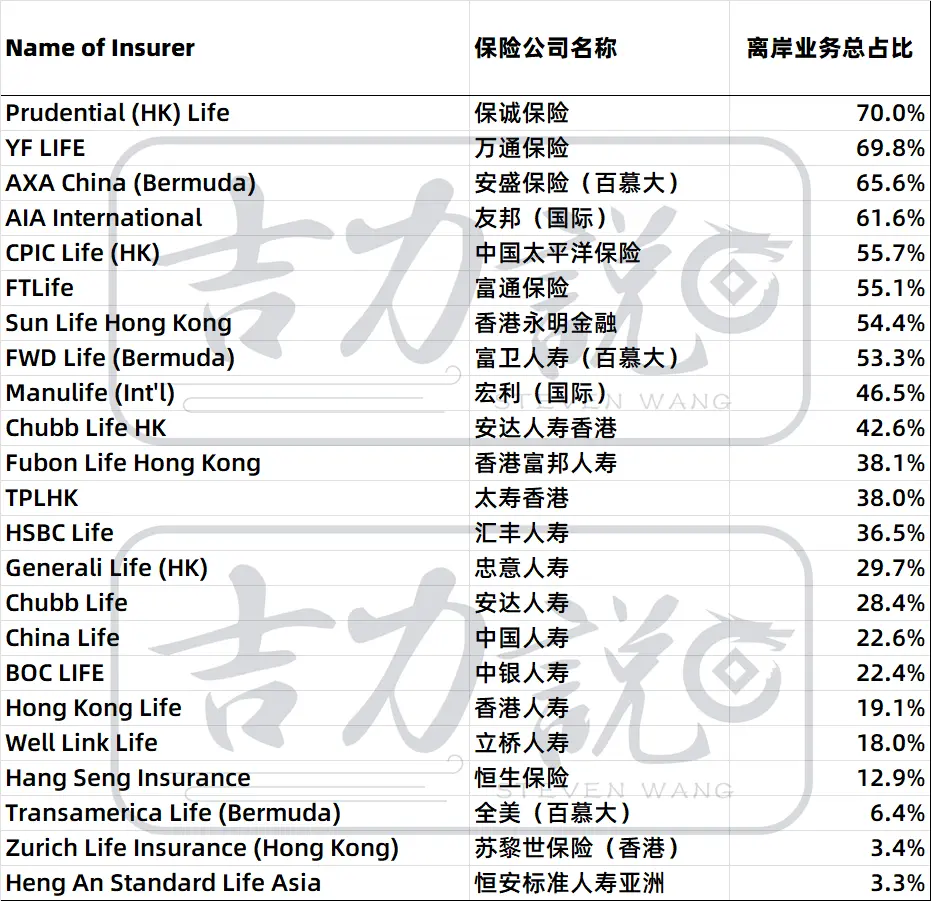 Name of Insurer 保险公司名称 离岸业务总占比
Prudential (HK) Life 保诚保险 70.0%
YF LIFE 万通保险 69.8%
AXA China (Bermuda) 安盛保险（百慕大） 65.6%
AIA International 友邦（国际） 61.6%
CPIC Life (HK) 中国太平洋保险 55.7%
FTLife 富通保险 55.1%
Sun Life Hong Kong 香港永明金融 54.4%
FWD Life (Bermuda) 富卫人寿（百慕大） 53.3%
Manulife (Int'l) 宏利（国际） 46.5%
Chubb Life HK 安达人寿香港 42.6%
Fubon Life Hong Kong 香港富邦人寿 38.1%
TPLHK 太寿香港 38.0%
HSBC Life 汇丰人寿 36.5%
Generali Life (HK) 忠意人寿 29.7%
Chubb Life 安达人寿 28.4%
China Life 中国人寿 22.6%
BOC LIFE 中银人寿 22.4%
Hong Kong Life 香港人寿 19.1%
Well Link Life 立桥人寿 18.0%
Hang Seng Insurance 恒生保险 12.9%
Transamerica Life (Bermuda) 全美（百慕大） 6.4%
Zurich Life Insurance (Hong Kong) 苏黎世保险（香港） 3.4%
Heng An Standard Life Asia 恒安标准人寿亚洲 3.3%
吉力說
STEVEN WANG
吉力說
STEVEN WANG